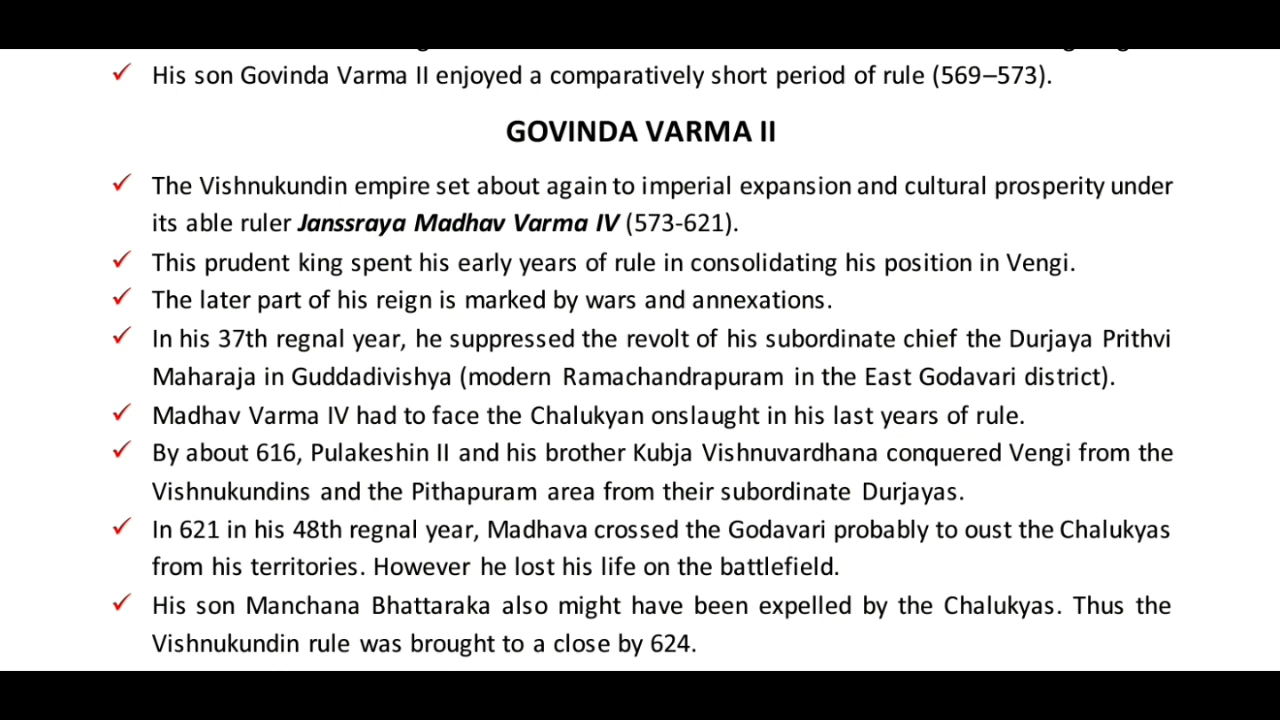 His son Govinda Varma II enjoyed a comparatively short period of rule (569–573).
GOVINDA VARMA II
The Vishnukundin empire set about again to imperial expansion and cultural prosperity under
its able ruler Janssraya Madhav Varma IV (573-621).
This prudent king spent his early years of rule in consolidating his position in Vengi.
The later part of his reign is marked by wars and annexations.
In his 37th regnal year, he suppressed the revolt of his subordinate chief the Durjaya Prithvi
Maharaja in Guddadivishya (modern Ramachandrapuram in the East Godavari district).
Madhav Varma IV had to face the Chalukyan onslaught in his last years of rule.
By about 616, Pulakeshin II and his brother Kubja Vishnuvardhana conquered Vengi from the
Vishnukundins and the Pithapuram area from their subordinate Durjayas.
In 621 in his 48th regnal year, Madhava crossed the Godavari probably to oust the Chalukyas
from his territories. However he lost his life on the battlefield.
His son Manchana Bhattaraka also might have been expelled by the Chalukyas. Thus the
Vishnukundin rule was brought to a close by 624.